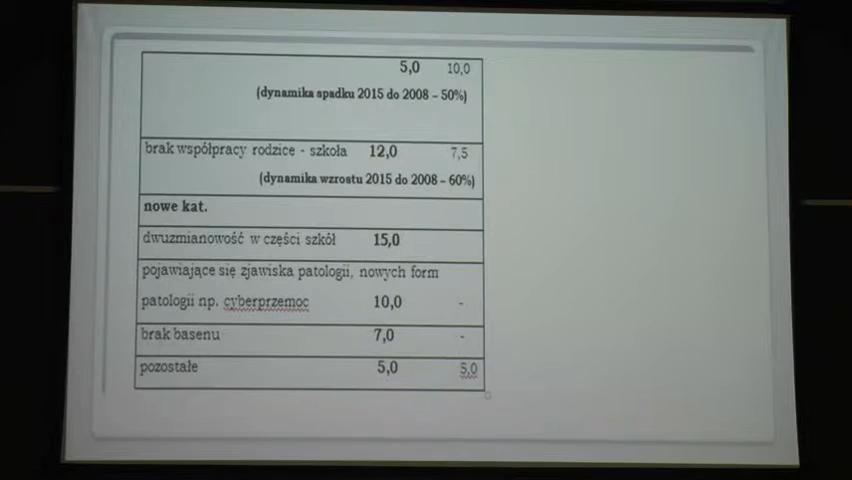 5,0 10,0
(dynamika spadku 2015 do 2008 – 50%)
brak współpracy rodzice - szkoła 12,0 7,5
(dynamika wzrostu 2015 do 2008 – 60%)
nowe kat.
dwuzmianowość w części szkół 15,0
pojawiające się zjawiska patologii, nowych form
patologii np. cyberprzemoc 10,0 -
brak basenu 7,0 -
pozostałe 5,0 5,0